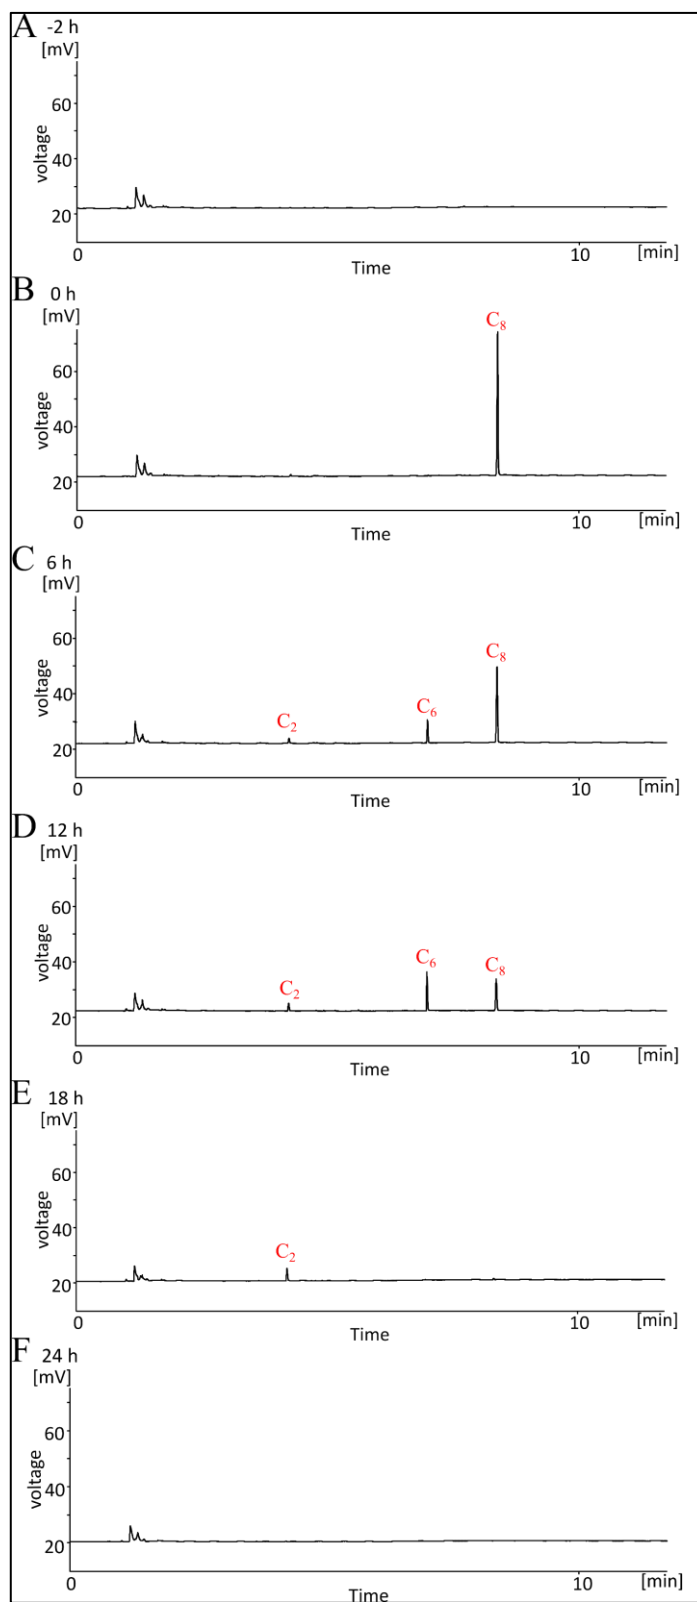 A -2 h
[mV]
60
40
20
voltage
0
10
[min]
Time
B 0 h
[mV]
C₈
60
40
20
voltage
0
10
[min]
Time
C 6 h
[mV]
C₈
60
C₆
40
C₂
20
voltage
0
10
[min]
Time
D 12 h
[mV]
60
C₆
C₈
40
C₂
20
voltage
0
10
[min]
Time
E 18 h
[mV]
60
40
C₂
20
voltage
0
10
[min]
Time
F 24 h
[mV]
60
40
20
voltage
0
10
[min]
Time